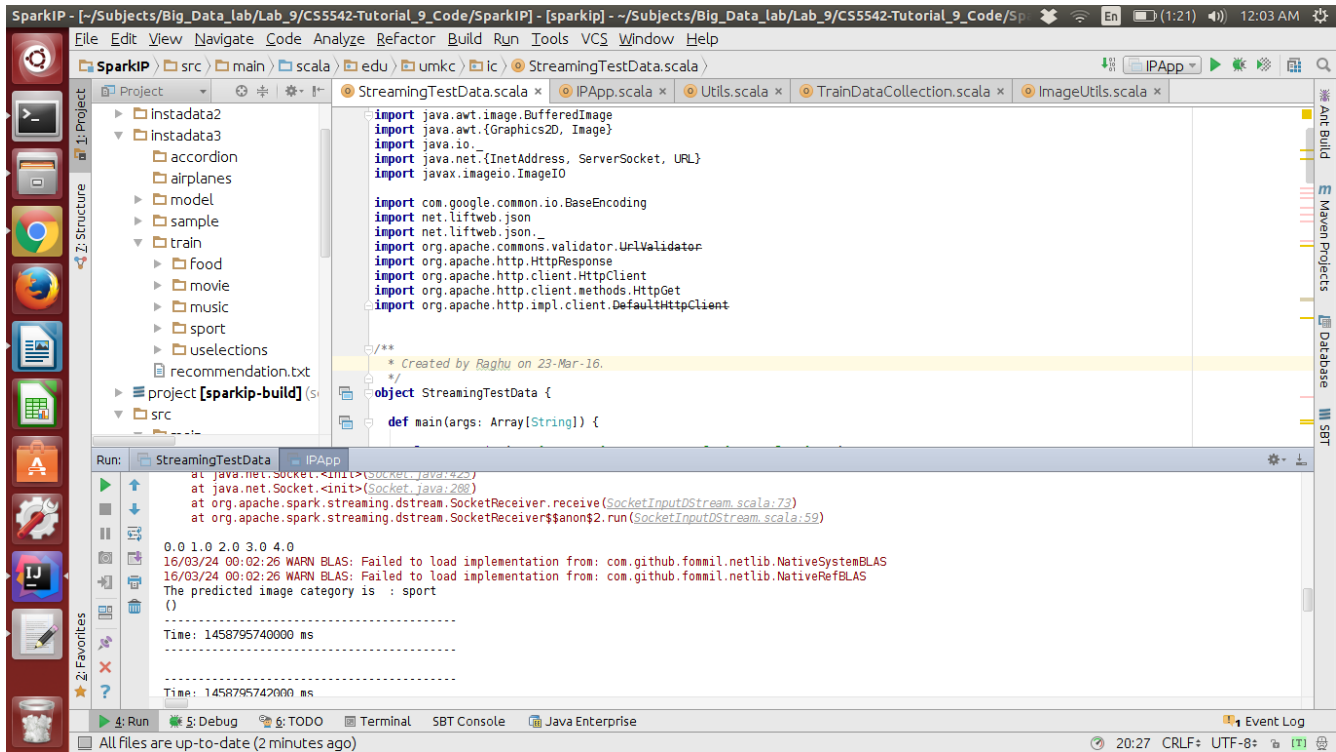 SparkIP - [~/Subjects/Big_Data_lab/Lab_9/CS5542-Tutorial_9_Code/SparkIP] - [sparkip] - ~/Subjects/Big_Data_lab/Lab_9/CS5542-Tutorial_9_Code/Sp
En (1:21) 12:03 AM
File Edit View Navigate Code Analyze Refactor Build Run Tools VCS Window Help
SparkIP src main scala edu umkc ic StreamingTestData.scala IPApp
1: Project
Z: Structure
2: Favorites
Project
instadata2
instadata3
accordion
airplanes
model
sample
train
food
movie
music
sport
uselections
recommendation.txt
project [sparkip-build] (s
src
StreamingTestData.scala × IPApp.scala × Utils.scala × TrainDataCollection.scala × ImageUtils.scala ×
import java.awt.image.BufferedImage
import java.awt.{Graphics2D, Image}
import java.io._
import java.net.{InetAddress, ServerSocket, URL}
import javax.imageio.ImageIO
import com.google.common.io.BaseEncoding
import net.liftweb.json
import net.liftweb.json._
import org.apache.commons.validator.UrlValidator
import org.apache.http.HttpResponse
import org.apache.http.client.HttpClient
import org.apache.http.client.methods.HttpGet
import org.apache.http.impl.client.DefaultHttpClient
/**
* Created by Raghu on 23-Mar-16.
*/
object StreamingTestData {
def main(args: Array[String]) {
Ant Build
m Maven Projects
Database
SBT
Run: StreamingTestData IPApp
at java.net.Socket.<init>(Socket.java:425)
at java.net.Socket.<init>(Socket.java:208)
at org.apache.spark.streaming.dstream.SocketReceiver.receive(SocketInputDStream.scala:73)
at org.apache.spark.streaming.dstream.SocketReceiver$$anon$2.run(SocketInputDStream.scala:59)
0.0 1.0 2.0 3.0 4.0
16/03/24 00:02:26 WARN BLAS: Failed to load implementation from: com.github.fommil.netlib.NativeSystemBLAS
16/03/24 00:02:26 WARN BLAS: Failed to load implementation from: com.github.fommil.netlib.NativeRefBLAS
The predicted image category is : sport
()
-------------------------------------------
Time: 1458795740000 ms
-------------------------------------------
-------------------------------------------
Time: 1458795742000 ms
4: Run 5: Debug 6: TODO Terminal SBT Console Java Enterprise 1 Event Log
All files are up-to-date (2 minutes ago) 20:27 CRLF UTF-8 [T]